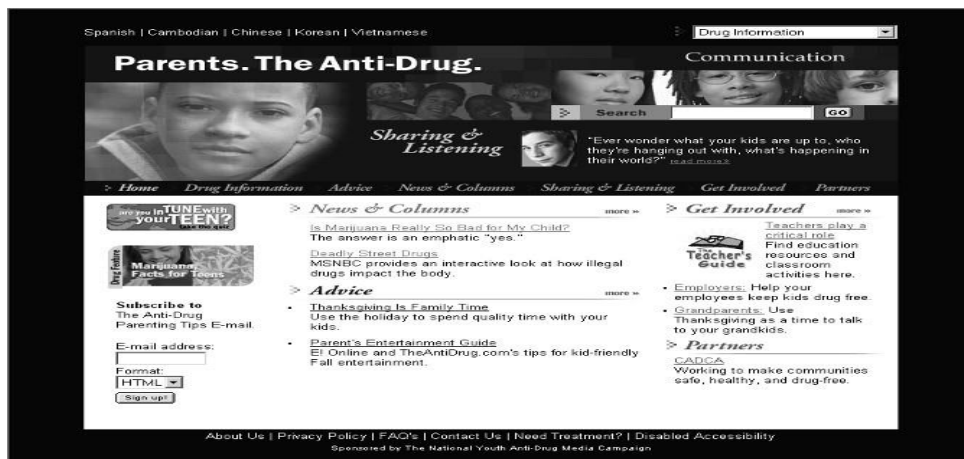 Spanish | Cambodian | Chinese | Korean | Vietnamese
Drug Information
Parents. The Anti-Drug.
Communication
Search
GO
Sharing &
Listening
"Ever wonder what your kids are up to, who
they're hanging out with, what's happening in
their world?" read more
> Home Drug Information Advice News & Columns Sharing & Listening Get Involved Partners
are you in TUNE with
your TEEN?
take the quiz
Drug Feature
Marijuana
Facts for Teens
Subscribe to
The Anti-Drug
Parenting Tips E-mail.
E-mail address:
Format:
HTML
Sign up!
> News & Columns more »
Is Marijuana Really So Bad for My Child?
The answer is an emphatic "yes."
Deadly Street Drugs
MSNBC provides an interactive look at how illegal
drugs impact the body.
> Advice more »
• Thanksgiving Is Family Time
Use the holiday to spend quality time with your
kids.
• Parent's Entertainment Guide
E! Online and TheAntiDrug.com's tips for kid-friendly
Fall entertainment.
> Get Involved more »
The
Teacher's
Guide
Teachers play a
critical role
Find education
resources and
classroom
activities here.
• Employers: Help your
employees keep kids drug free.
• Grandparents: Use
Thanksgiving as a time to talk
to your grandkids.
> Partners
CADCA
Working to make communities
safe, healthy, and drug-free.
About Us | Privacy Policy | FAQ's | Contact Us | Need Treatment? | Disabled Accessibility
Sponsored by The National Youth Anti-Drug Media Campaign